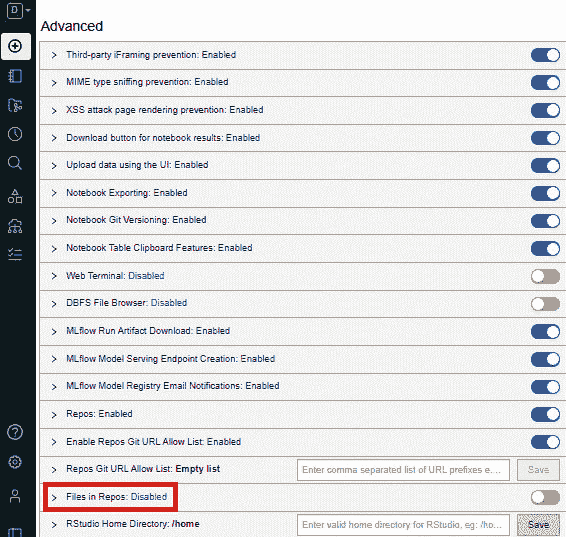 Advanced
Third-party iFraming prevention: Enabled
MIME type sniffing prevention: Enabled
XSS attack page rendering prevention: Enabled
Download button for notebook results: Enabled
Upload data using the UI: Enabled
Notebook Exporting: Enabled
Notebook Git Versioning: Enabled
Notebook Table Clipboard Features: Enabled
Web Terminal: Disabled
DBFS File Browser: Disabled
MLflow Run Artifact Download: Enabled
MLflow Model Serving Endpoint Creation: Enabled
MLflow Model Registry Email Notifications: Enabled
Repos: Enabled
Enable Repos Git URL Allow List: Enabled
Repos Git URL Allow List: Empty list Enter comma separated list of URL prefixes e... Save
Files in Repos: Disabled
RStudio Home Directory: /home Enter valid home directory for RStudio, eg: /ho... Save